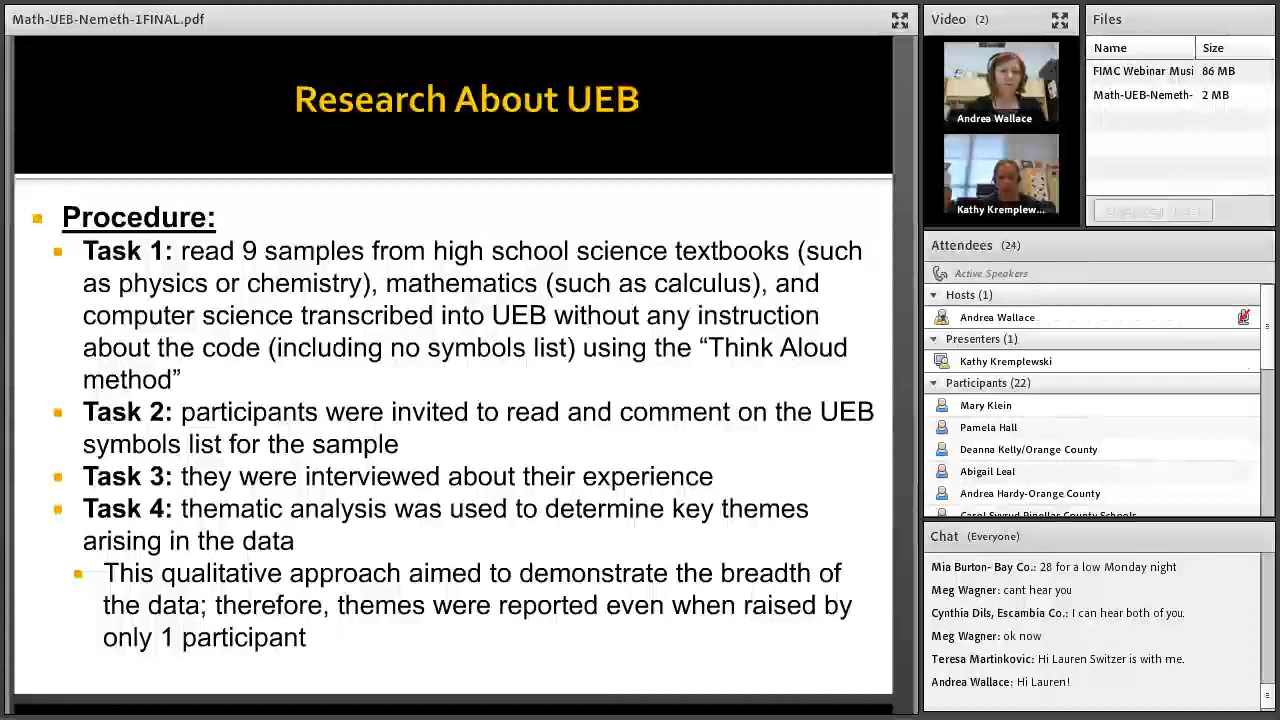 Math-UEB-Nemeth-1FINAL.pdf
Research About UEB
Procedure:
Task 1: read 9 samples from high school science textbooks (such
as physics or chemistry), mathematics (such as calculus), and
computer science transcribed into UEB without any instruction
about the code (including no symbols list) using the “Think Aloud
method”
Task 2: participants were invited to read and comment on the UEB
symbols list for the sample
Task 3: they were interviewed about their experience
Task 4: thematic analysis was used to determine key themes
arising in the data
This qualitative approach aimed to demonstrate the breadth of
the data; therefore, themes were reported even when raised by
only 1 participant
Video (2)
Andrea Wallace
Kathy Kremplew...
Files
Name Size
FIMC Webinar Musi 86 MB
Math-UEB-Nemeth- 2 MB
Attendees (24)
Active Speakers
Hosts (1)
Andrea Wallace
Presenters (1)
Kathy Kremplewski
Participants (22)
Mary Klein
Pamela Hall
Deanna Kelly/Orange County
Abigail Leal
Andrea Hardy-Orange County
Chat (Everyone)
Mia Burton- Bay Co.: 28 for a low Monday night
Meg Wagner: cant hear you
Cynthia Dils, Escambia Co.: I can hear both of you.
Meg Wagner: ok now
Teresa Martinkovic: Hi Lauren Switzer is with me.
Andrea Wallace: Hi Lauren!